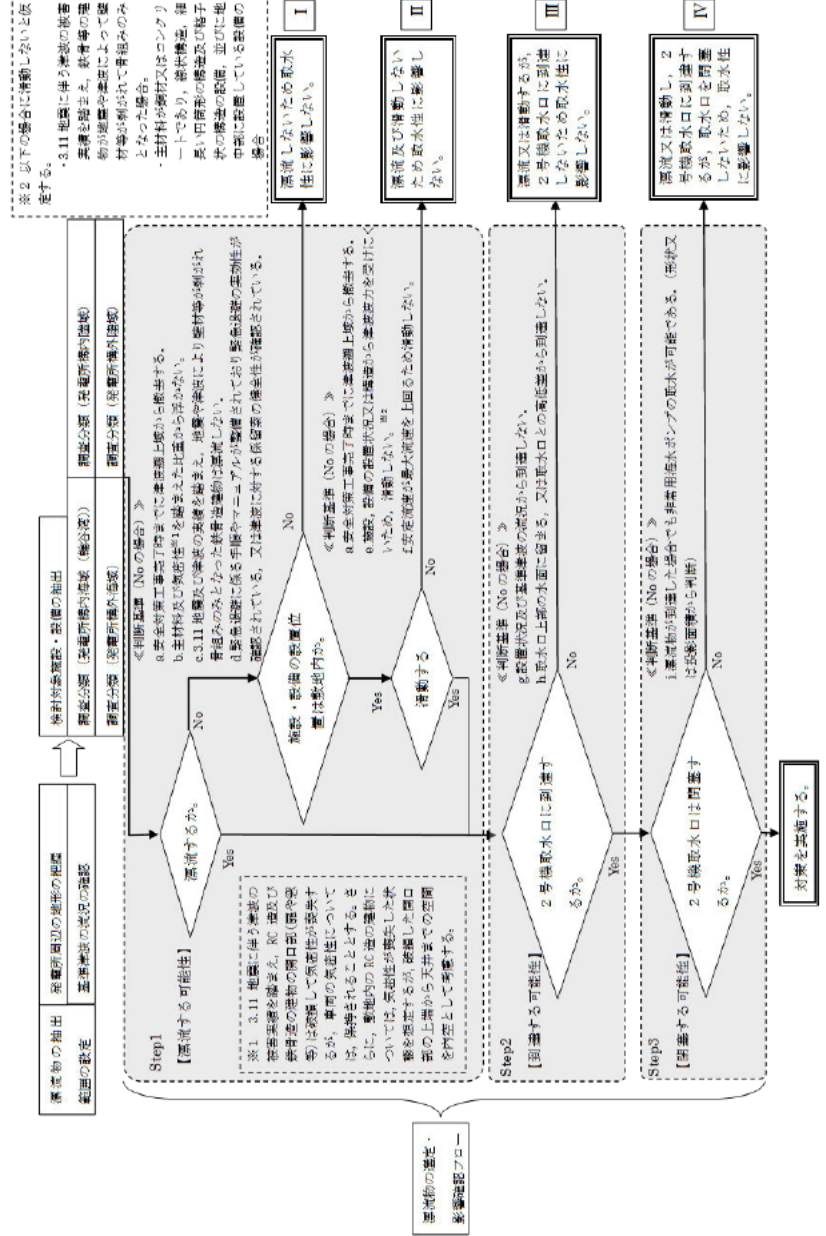 漂流物の抽出
範囲の設定
発電所周辺の地形の把握
基準津波の流況の確認
検討対象施設・設備の抽出
調査分類（発電所構内海域（輪谷湾））
調査分類（発電所構外海域）
調査分類（発電所構内陸域）
調査分類（発電所構外陸域）
※2 以下の場合に滑動しないと仮
定する。
・3.11 地震に伴う津波の被害
実績を踏まえ，鉄骨等の建
物が地震や津波によって壁
材等が剥がれて骨組みのみ
となった場合。
・主材料が鋼材又はコンクリ
ートであり，線状構造，細
長い円筒形の構造及び格子
状の構造の設備，並びに地
中部に設置している設備の
場合
漂流物の選定・
影響確認フロー
Step1
【漂流する可能性】
漂流するか。
No
Yes
≪判断基準（Noの場合）≫
a.安全対策工事完了時までに津波遡上域から撤去する。
b.主材料及び気密性※1を踏まえた比重から浮かない。
c.3.11 地震及び津波の実績を踏まえ，地震や津波により壁材等が剥がれ
骨組みのみとなった鉄骨造建物は漂流しない。
d.緊急退避に係る手順やマニュアルが整備されており緊急退避の実効性が
確認されている，又は津波に対する係留索の健全性が確認されている。
※1 3.11 地震に伴う津波の
被害実績を踏まえ，RC 造及び
鉄骨造の建物の開口部(扉や窓
等)は破損して気密性が喪失す
るが，車両の気密性について
は，保持されることとする。さ
らに，敷地内の RC 造の建物に
ついては，気密性が喪失した状
態を想定するが，破損した開口
部の上端から天井までの空間
を内空として考慮する。
施設・設備の設置位
置は敷地内か。
No
Yes
漂流しないため取水
性に影響しない。
Ⅰ
≪判断基準（Noの場合）≫
a.安全対策工事完了時までに津波遡上域から撤去する。
e.施設，設備の設置状況又は構造から津波波力を受けにく
いため，滑動しない。※2
f.安定流速が最大流速を上回るため滑動しない。
滑動する
No
Yes
漂流及び滑動しない
ため取水性に影響し
ない。
Ⅱ
Step2
【到達する可能性】
2 号機取水口に到達す
るか。
No
Yes
≪判断基準（Noの場合）≫
g.設置状況及び基準津波の流況から到達しない。
h.取水口上部の水面に留まる，又は取水口との高低差から到達しない。
漂流又は滑動するが，
2 号機取水口に到達
しないため取水性に
影響しない。
Ⅲ
Step3
【閉塞する可能性】
2 号機取水口は閉塞す
るか。
No
Yes
≪判断基準（Noの場合）≫
i.漂流物が到達した場合でも非常用海水ポンプの取水が可能である。（形状又
は投影面積から判断）
漂流又は滑動し，2
号機取水口に到達す
るが，取水口を閉塞
しないため，取水性
に影響しない。
Ⅳ
対策を実施する。